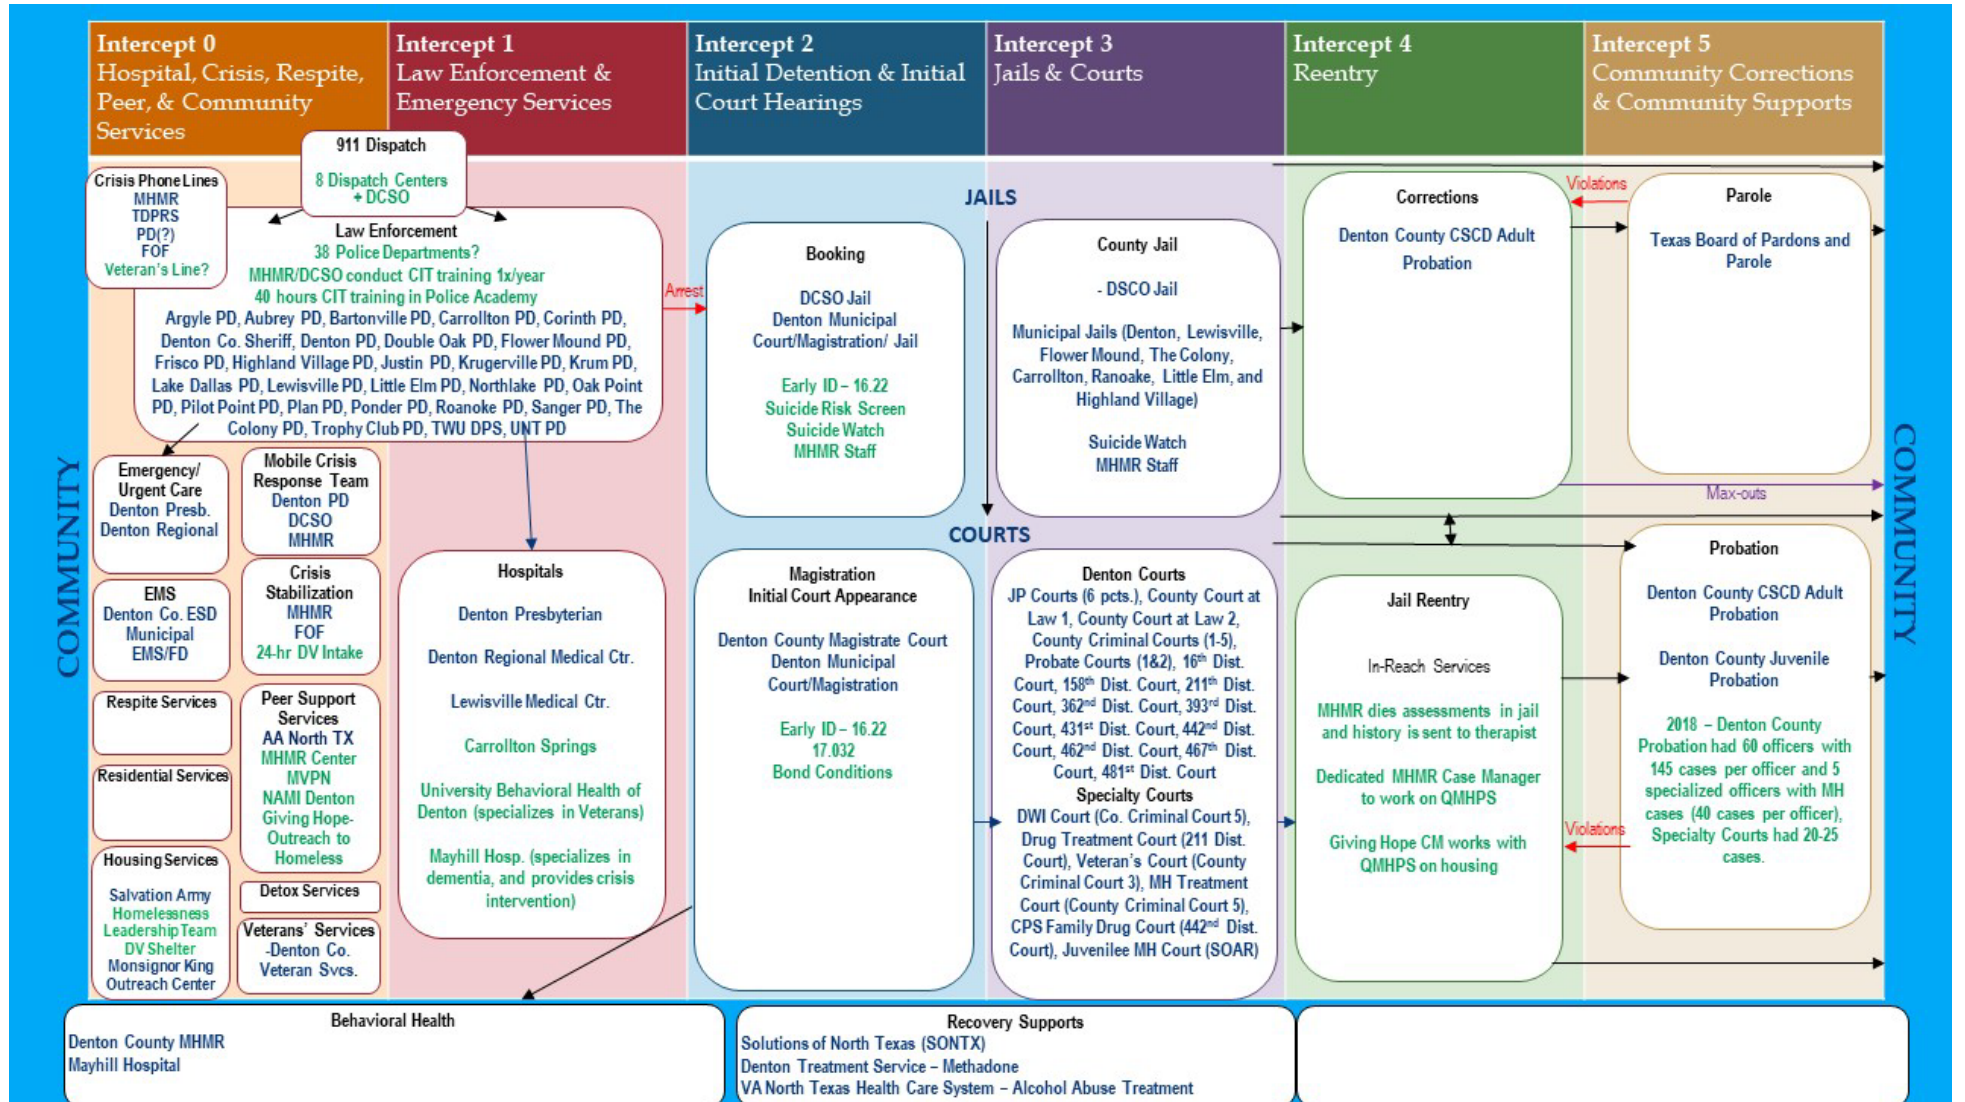 Intercept 0
Hospital, Crisis, Respite,
Peer, & Community
Services
Intercept 1
Law Enforcement &
Emergency Services
Intercept 2
Initial Detention & Initial
Court Hearings
Intercept 3
Jails & Courts
Intercept 4
Reentry
Intercept 5
Community Corrections
& Community Supports
COMMUNITY
911 Dispatch
8 Dispatch Centers
+ DCSO
Crisis Phone Lines
MHMR
TDPRS
PD(?)
FOF
Veteran's Line?
Law Enforcement
38 Police Departments?
MHMR/DCSO conduct CIT training 1x/year
40 hours CIT training in Police Academy
Argyle PD, Aubrey PD, Bartonville PD, Carrollton PD, Corinth PD,
Denton Co. Sheriff, Denton PD, Double Oak PD, Flower Mound PD,
Frisco PD, Highland Village PD, Justin PD, Krugerville PD, Krum PD,
Lake Dallas PD, Lewisville PD, Little Elm PD, Northlake PD, Oak Point
PD, Pilot Point PD, Plan PD, Ponder PD, Roanoke PD, Sanger PD, The
Colony PD, Trophy Club PD, TWU DPS, UNT PD
Arrest
Emergency/
Urgent Care
Denton Presb.
Denton Regional
Mobile Crisis
Response Team
Denton PD
DCSO
MHMR
EMS
Denton Co. ESD
Municipal
EMS/FD
Crisis
Stabilization
MHMR
FOF
24-hr DV Intake
Respite Services
Residential Services
Peer Support
Services
AA North TX
MHMR Center
MVPN
NAMI Denton
Giving Hope-
Outreach to
Homeless
Housing Services
Salvation Army
Homelessness
Leadership Team
DV Shelter
Monsignor King
Outreach Center
Detox Services
Veterans' Services
-Denton Co.
Veteran Svcs.
Hospitals
Denton Presbyterian
Denton Regional Medical Ctr.
Lewisville Medical Ctr.
Carrollton Springs
University Behavioral Health of
Denton (specializes in Veterans)
Mayhill Hosp. (specializes in
dementia, and provides crisis
intervention)
JAILS
Booking
DCSO Jail
Denton Municipal
Court/Magistration/ Jail
Early ID – 16.22
Suicide Risk Screen
Suicide Watch
MHMR Staff
County Jail
- DSCO Jail
Municipal Jails (Denton, Lewisville,
Flower Mound, The Colony,
Carrollton, Ranoake, Little Elm, and
Highland Village)
Suicide Watch
MHMR Staff
COURTS
Magistration
Initial Court Appearance
Denton County Magistrate Court
Denton Municipal
Court/Magistration
Early ID – 16.22
17.032
Bond Conditions
Denton Courts
JP Courts (6 pcts.), County Court at
Law 1, County Court at Law 2,
County Criminal Courts (1-5),
Probate Courts (1&2), 16th Dist.
Court, 158th Dist. Court, 211th Dist.
Court, 362nd Dist. Court, 393rd Dist.
Court, 431st Dist. Court, 442nd Dist.
Court, 462nd Dist. Court, 467th Dist.
Court, 481st Dist. Court
Specialty Courts
DWI Court (Co. Criminal Court 5),
Drug Treatment Court (211 Dist.
Court), Veteran's Court (County
Criminal Court 3), MH Treatment
Court (County Criminal Court 5),
CPS Family Drug Court (442nd Dist.
Court), Juvenilee MH Court (SOAR)
Corrections
Denton County CSCD Adult
Probation
Violations
Parole
Texas Board of Pardons and
Parole
Max-outs
Jail Reentry
In-Reach Services
MHMR dies assessments in jail
and history is sent to therapist
Dedicated MHMR Case Manager
to work on QMHPS
Giving Hope CM works with
QMHPS on housing
Violations
Probation
Denton County CSCD Adult
Probation
Denton County Juvenile
Probation
2018 – Denton County
Probation had 60 officers with
145 cases per officer and 5
specialized officers with MH
cases (40 cases per officer),
Specialty Courts had 20-25
cases.
COMMUNITY
Behavioral Health
Denton County MHMR
Mayhill Hospital
Recovery Supports
Solutions of North Texas (SONTX)
Denton Treatment Service – Methadone
VA North Texas Health Care System – Alcohol Abuse Treatment